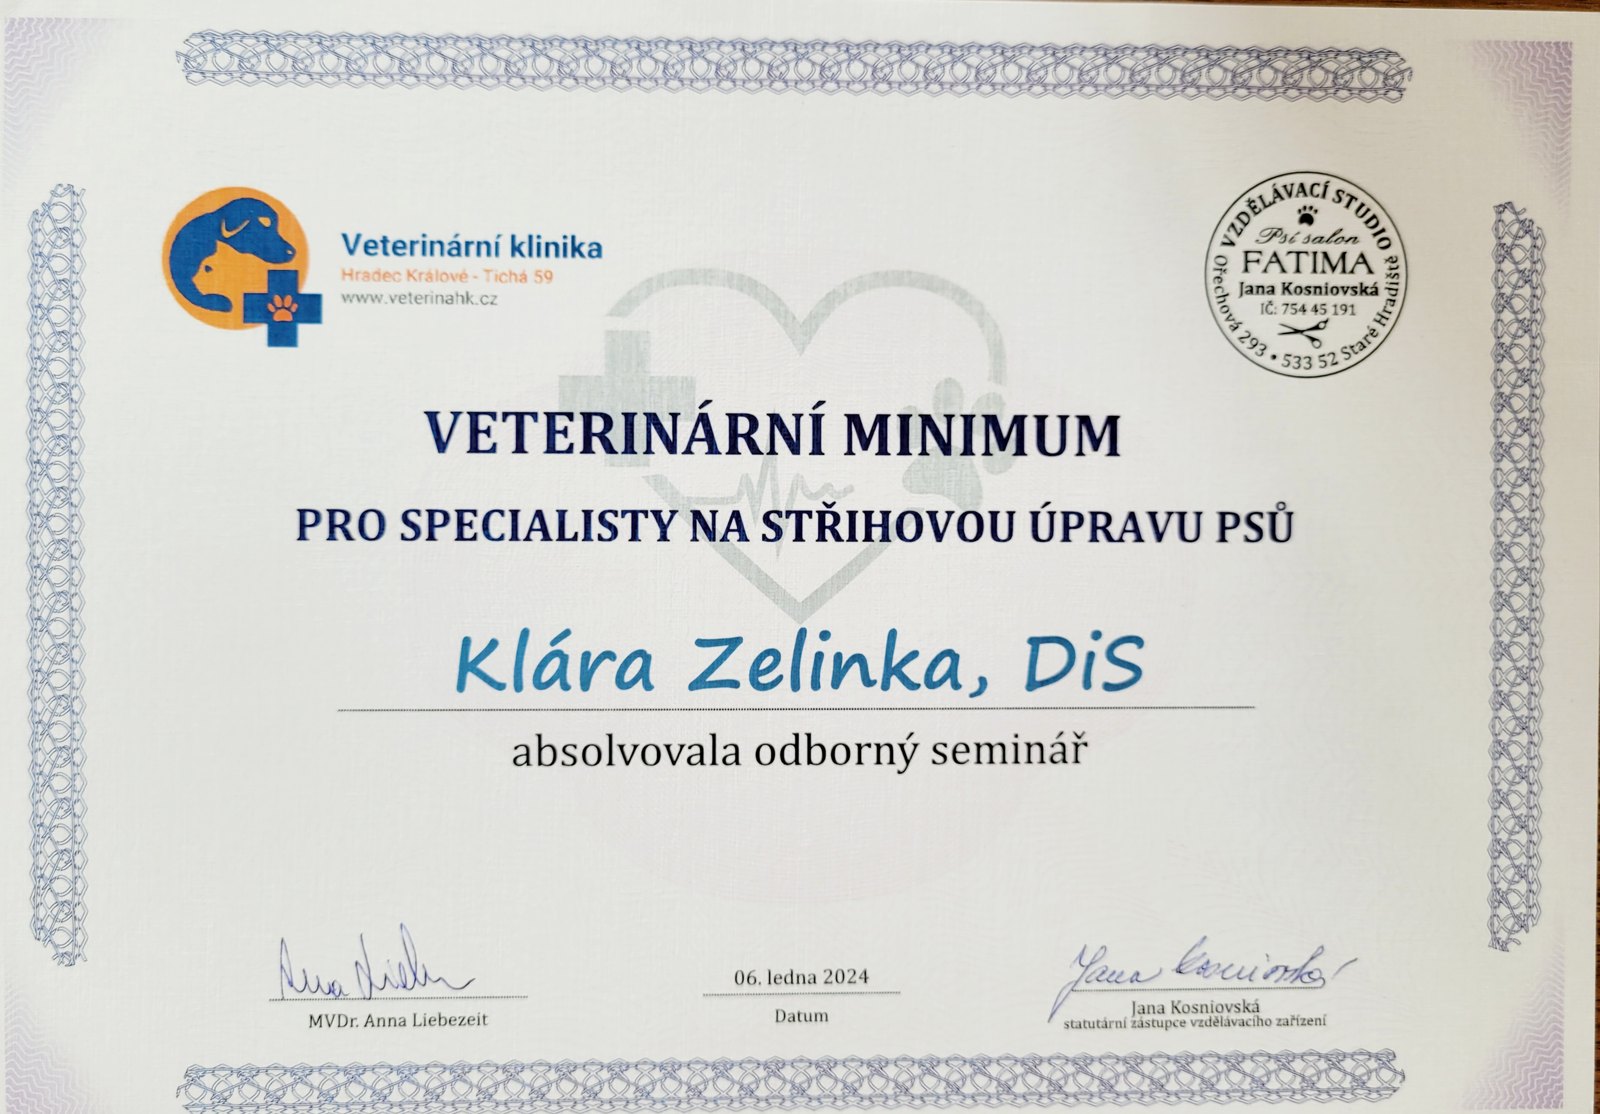 Veterinární klinika
Hradec Králové - Tichá 59
www.veterinahk.cz
VZDĚLÁVACÍ STUDIO
Psí salon
FATIMA
Jana Kosniovská
IČ: 754 45 191
Ořechová 293 • 533 52 Staré Hradiště
VETERINÁRNÍ MINIMUM
PRO SPECIALISTY NA STŘIHOVOU ÚPRAVU PSŮ
Klára Zelinka, DiS
absolvovala odborný seminář
Jana Kosniovská
06. ledna 2024
MVDr. Anna Liebezeit
Datum
Jana Kosniovská
statutární zástupce vzdělávacího zařízení